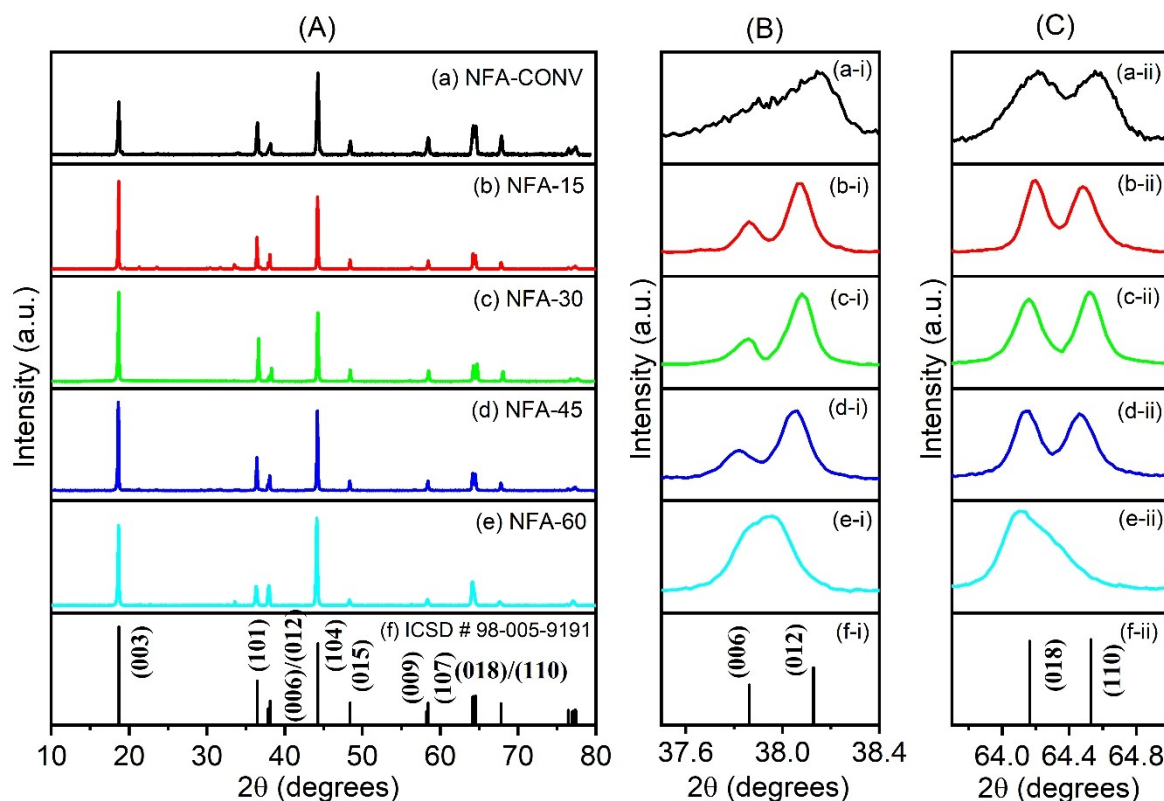 (A)
(B)
(C)
(a) NFA-CONV
(a-i)
(a-ii)
(b) NFA-15
(b-i)
(b-ii)
(c) NFA-30
(c-i)
(c-ii)
(d) NFA-45
(d-i)
(d-ii)
(e) NFA-60
(e-i)
(e-ii)
(f) ICSD # 98-005-9191
(f-i)
(f-ii)
(003)
(101)
(006)/(012)
(104)
(015)
(009)
(107)
(018)/(110)
(006)
(012)
(018)
(110)
Intensity (a.u.)
Intensity (a.u.)
Intensity (a.u.)
10 20 30 40 50 60 70 80
37.6 38.0 38.4
64.0 64.4 64.8
2θ (degrees)
2θ (degrees)
2θ (degrees)